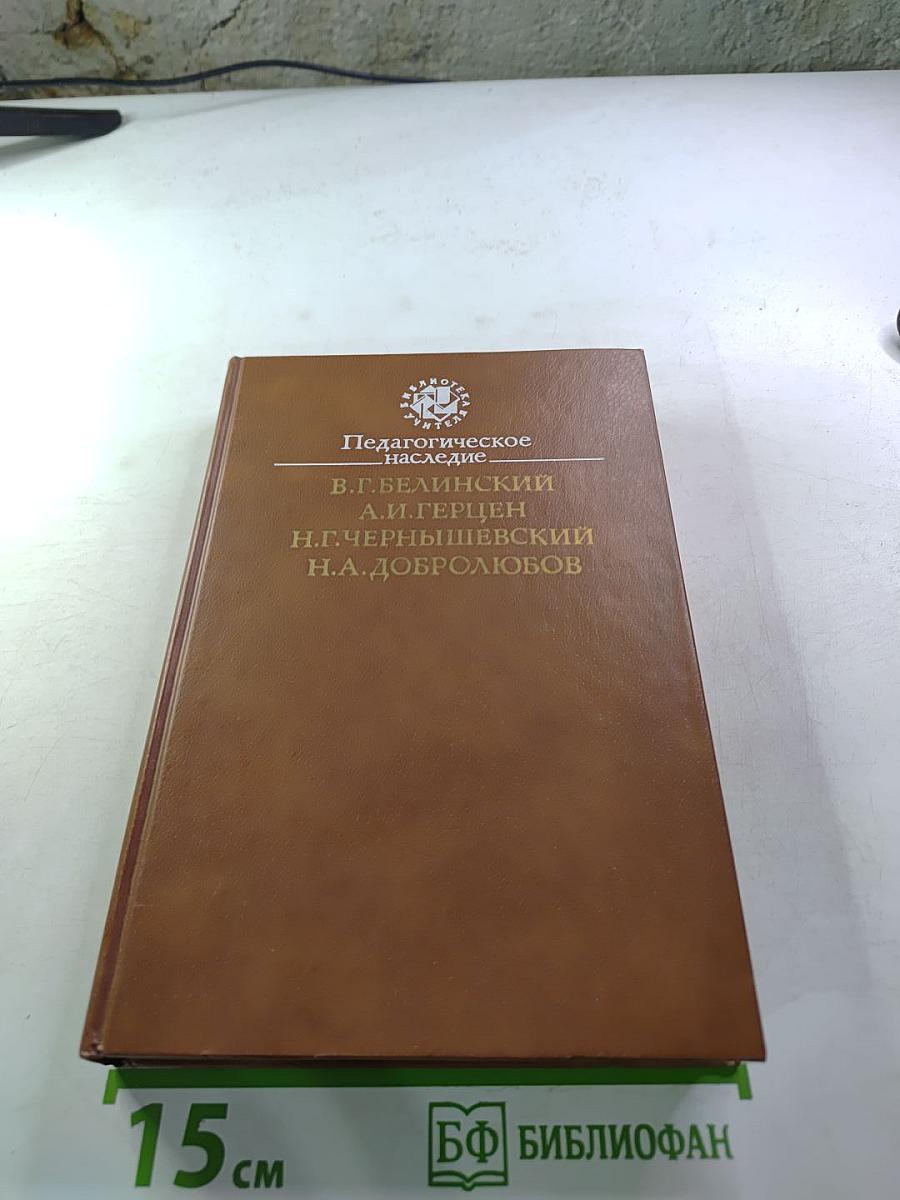 БИБЛИОТЕКА
УЧИТЕЛЯ
Педагогическое
наследие
В.Г.БЕЛИНСКИЙ
А.И.ГЕРЦЕН
Н.Г.ЧЕРНЫШЕВСКИЙ
Н.А.ДОБРОЛЮБОВ
15 см
БФ БИБЛИОФАН